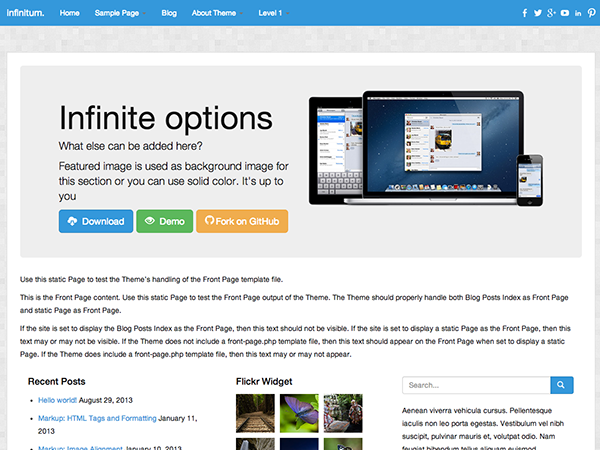 Infinitum.
Home
Sample Page
Blog
About Theme
Level 1
Infinite options
What else can be added here?
Featured image is used as background image for
this section or you can use solid color. It's up to
you
Download
Demo
Fork on GitHub
Use this static Page to test the Theme's handling of the Front Page template file.
This is the Front Page content. Use this static Page to test the Front Page output of the Theme. The Theme should properly handle both Blog Posts Index as Front Page
and static Page as Front Page.
If the site is set to display the Blog Posts Index as the Front Page, then this text should not be visible. If the site is set to display a static Page as the Front Page, then this
text may or may not be visible. If the Theme does not include a front-page.php template file, then this text should appear on the Front Page when set to display a static
Page. If the Theme does include a front-page.php template file, then this text may or may not appear.
Recent Posts
Hello world! August 29, 2013
Markup: HTML Tags and Formatting January 11,
2013
Markup: Image Alignment January 10, 2013
Flickr Widget
Search...
Aenean viverra vehicula cursus. Pellentesque
iaculis non leo porta egestas. Vestibulum vel nibh
suscipit, pulvinar mauris et, volutpat odio. Nam
feugiat bibendum tellus aliquam euismod.